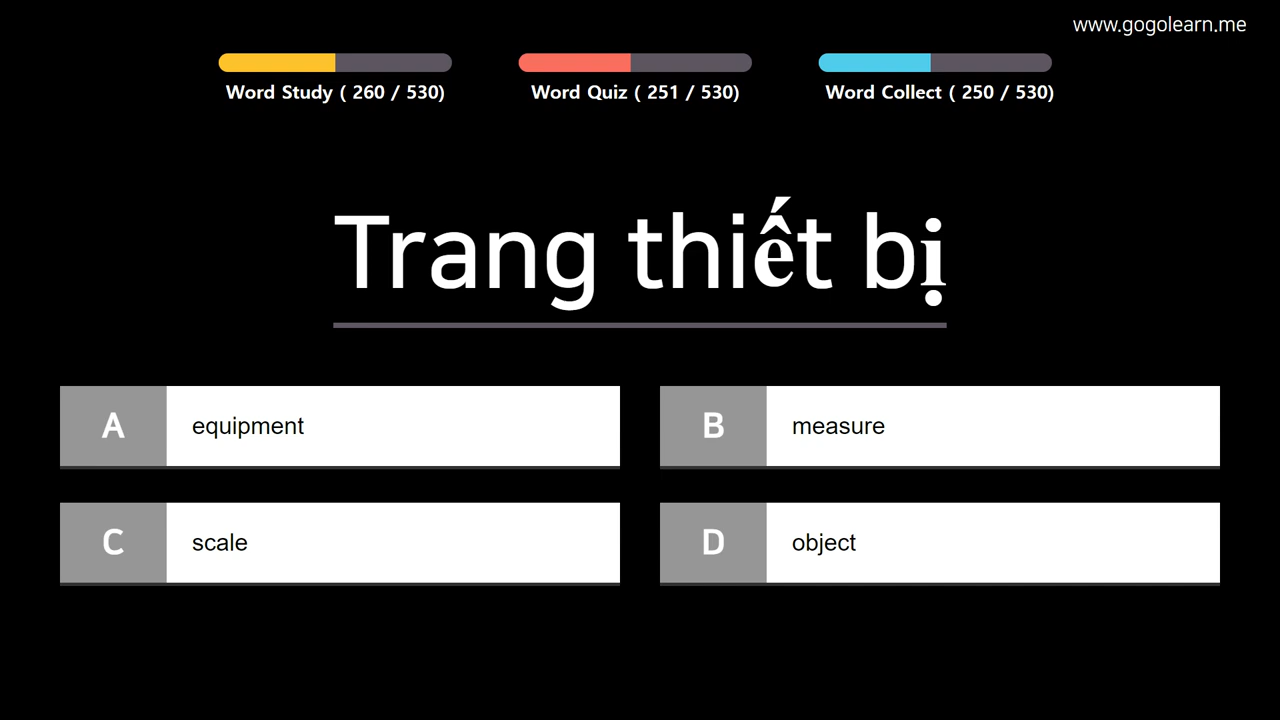 www.gogolearn.me
Word Study ( 260 / 530)
Word Quiz ( 251 / 530)
Word Collect ( 250 / 530)
Trang thiết bị
A equipment
B measure
C scale
D object